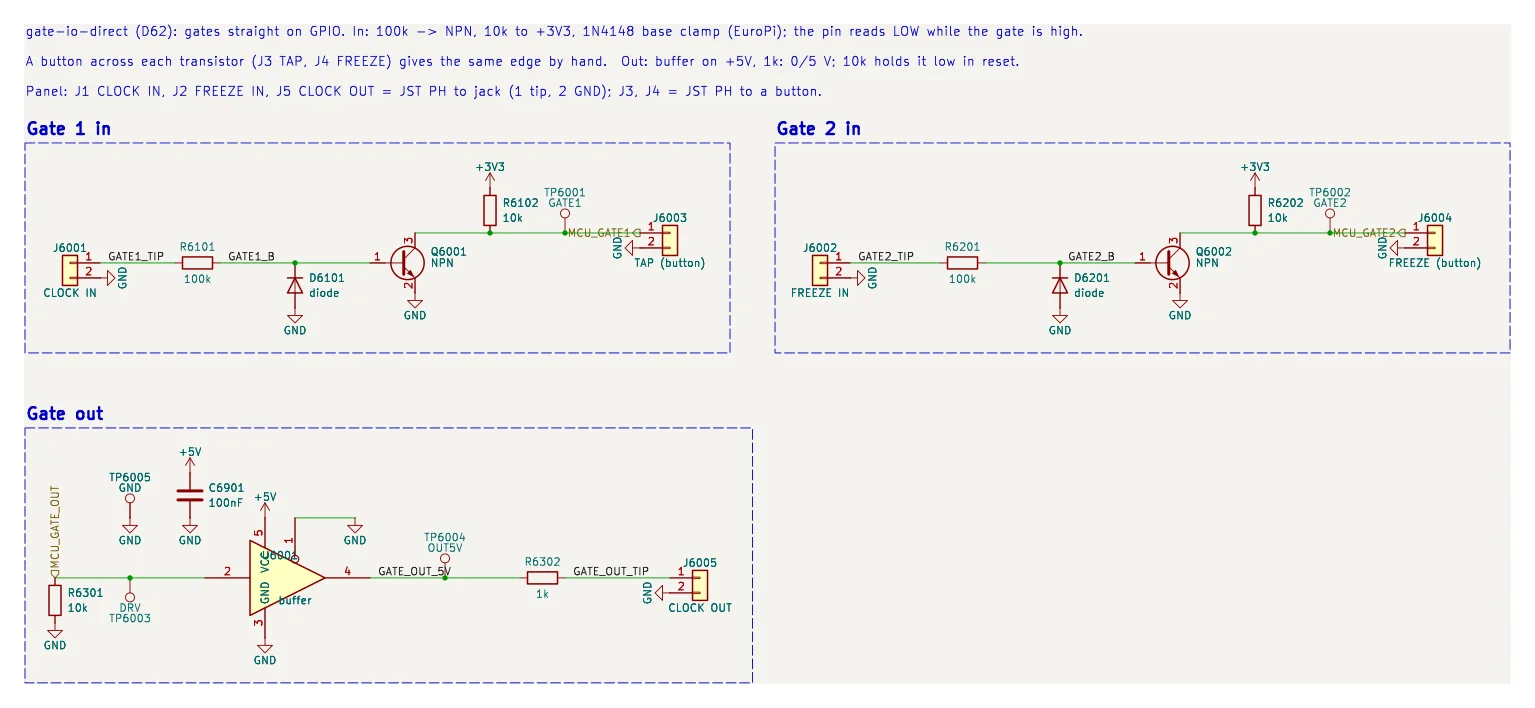 gate-io-direct (D62): gates straight on GPIO. In: 100k -> NPN, 10k to +3V3, 1N4148 base clamp (EuroPi); the pin reads LOW while the gate is high.
A button across each transistor (J3 TAP, J4 FREEZE) gives the same edge by hand.  Out: buffer on +5V, 1k: 0/5 V; 10k holds it low in reset.
Panel: J1 CLOCK IN, J2 FREEZE IN, J5 CLOCK OUT = JST PH to jack (1 tip, 2 GND); J3, J4 = JST PH to a button.
Gate 1 in
+3V3
R6102
10k
TP6001
GATE1
MCU_GATE1
J6003
1
2
GND
TAP (button)
J6001
1
2
GND
CLOCK IN
GATE1_TIP
R6101
100k
GATE1_B
D6101
diode
GND
1
3
2
Q6001
NPN
GND
Gate 2 in
+3V3
R6202
10k
TP6002
GATE2
MCU_GATE2
J6004
1
2
GND
FREEZE (button)
J6002
1
2
GND
FREEZE IN
GATE2_TIP
R6201
100k
GATE2_B
D6201
diode
GND
1
3
2
Q6002
NPN
GND
Gate out
MCU_GATE_OUT
R6301
10k
GND
TP6005
GND
GND
DRV
TP6003
+5V
C6901
100nF
GND
+5V
5
1
GND
2
U6001
VCC
GND
buffer
3
GND
4
GATE_OUT_5V
TP6004
OUT5V
R6302
1k
GATE_OUT_TIP
J6005
1
2
GND
CLOCK OUT